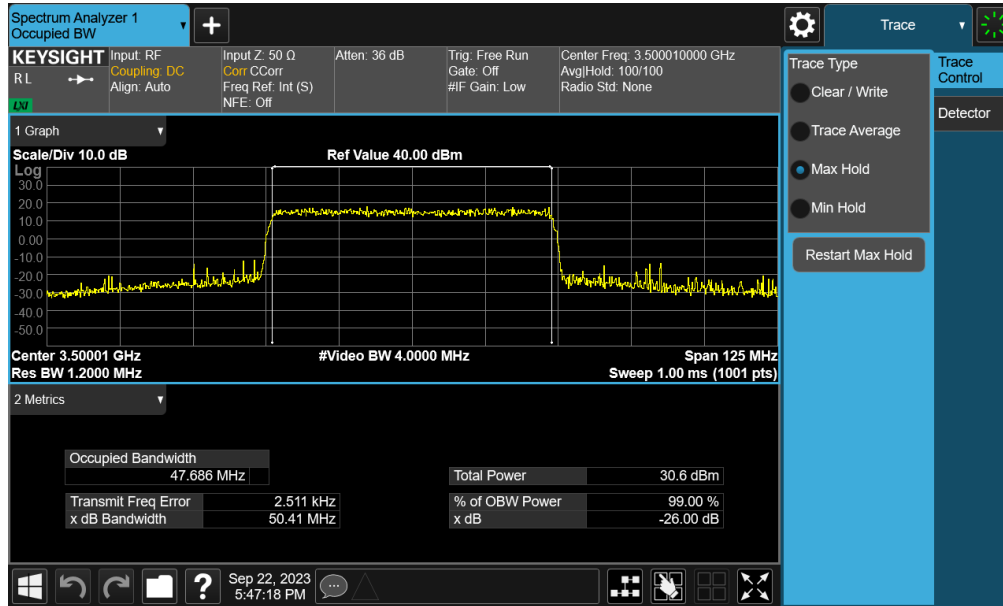 Spectrum Analyzer 1
Occupied BW
Trace
KEYSIGHT
R L
LXI
Input: RF
Coupling: DC
Align: Auto
Input Z: 50 Ω
Corr CCorr
Freq Ref: Int (S)
NFE: Off
Atten: 36 dB
Trig: Free Run
Gate: Off
#IF Gain: Low
Center Freq: 3.500010000 GHz
Avg|Hold: 100/100
Radio Std: None
1 Graph
Scale/Div 10.0 dB
Ref Value 40.00 dBm
Log
30.0
20.0
10.0
0.00
-10.0
-20.0
-30.0
-40.0
-50.0
Center 3.50001 GHz
#Video BW 4.0000 MHz
Span 125 MHz
Res BW 1.2000 MHz
Sweep 1.00 ms (1001 pts)
2 Metrics
Occupied Bandwidth
47.686 MHz
Transmit Freq Error 2.511 kHz
x dB Bandwidth 50.41 MHz
Total Power 30.6 dBm
% of OBW Power 99.00 %
x dB -26.00 dB
Trace Type
Clear / Write
Trace Average
Max Hold
Min Hold
Restart Max Hold
Trace
Control
Detector
?
Sep 22, 2023
5:47:18 PM